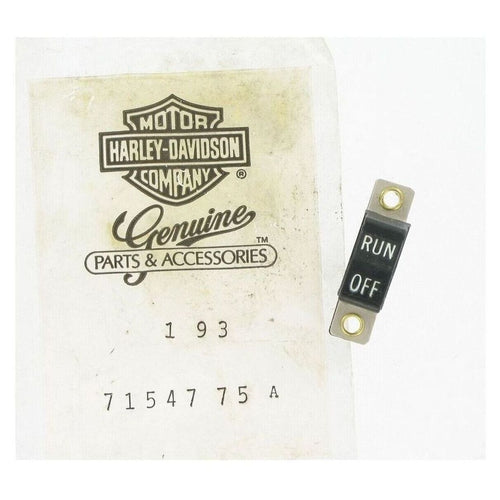 MOTOR
HARLEY-DAVIDSON
COMPANY ®
Genuine ™
PARTS & ACCESSORIES
1 93
71547 75 A
RUN
OFF